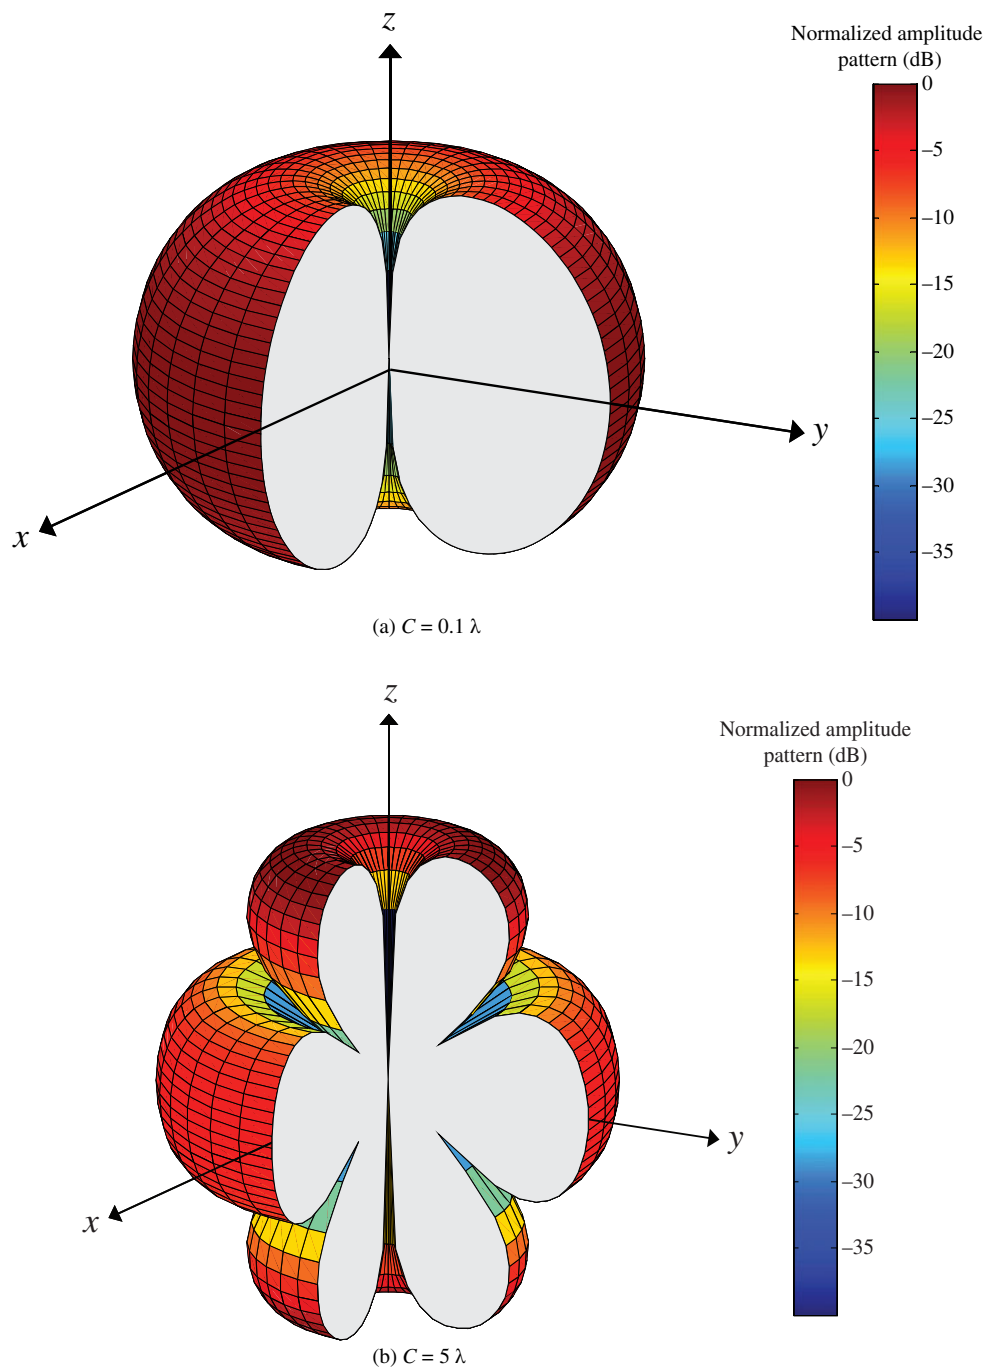 z
Normalized amplitude
pattern (dB)
0
–5
–10
–15
–20
–25
–30
–35
y
x
(a) C = 0.1 λ
z
Normalized amplitude
pattern (dB)
0
–5
–10
–15
–20
–25
–30
–35
y
x
(b) C = 5 λ